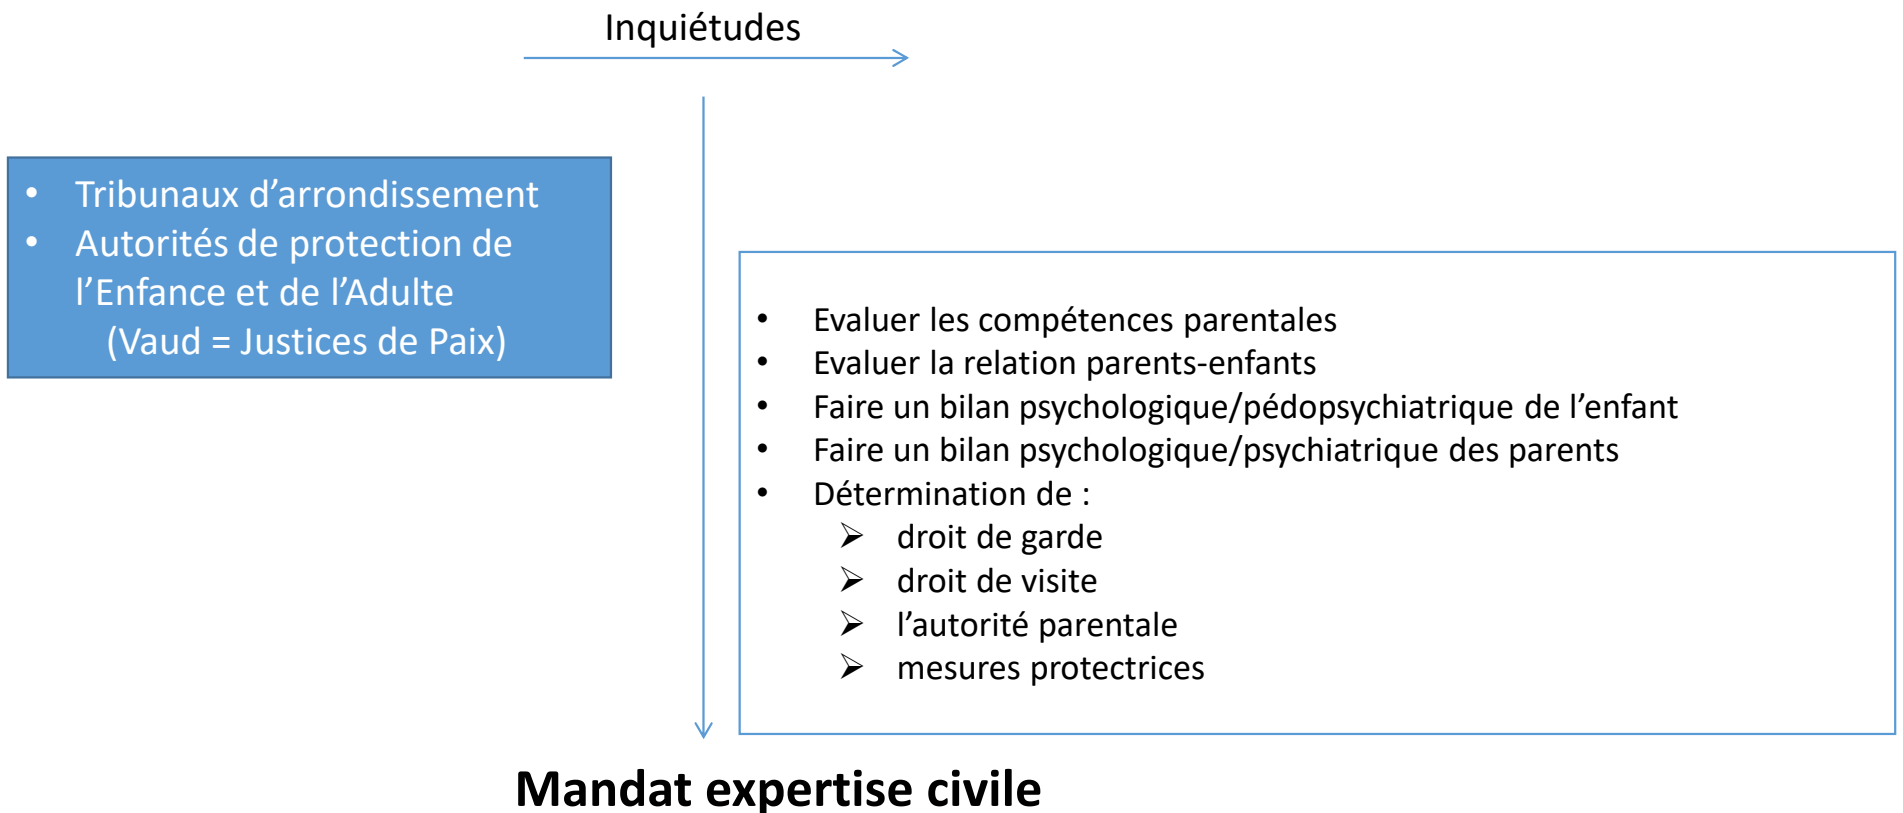 Inquiétudes
• Tribunaux d’arrondissement
• Autorités de protection de
l’Enfance et de l’Adulte
(Vaud = Justices de Paix)
• Evaluer les compétences parentales
• Evaluer la relation parents-enfants
• Faire un bilan psychologique/pédopsychiatrique de l’enfant
• Faire un bilan psychologique/psychiatrique des parents
• Détermination de :
➢ droit de garde
➢ droit de visite
➢ l’autorité parentale
➢ mesures protectrices
Mandat expertise civile